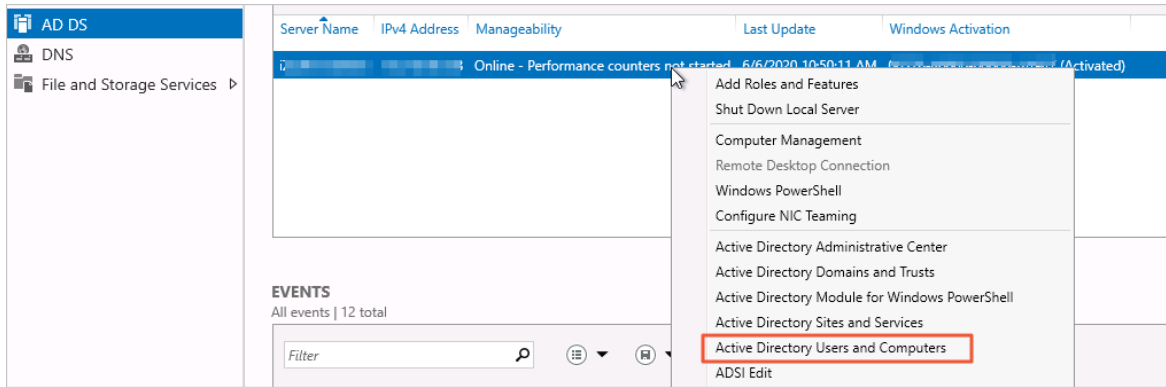 AD DS
DNS
File and Storage Services
Server Name IPv4 Address Manageability Last Update Windows Activation
Online - Performance counters not started 6/6/2020 10:50:11 AM (Activated)
Add Roles and Features
Shut Down Local Server
Computer Management
Remote Desktop Connection
Windows PowerShell
Configure NIC Teaming
Active Directory Administrative Center
Active Directory Domains and Trusts
Active Directory Module for Windows PowerShell
Active Directory Sites and Services
Active Directory Users and Computers
ADSI Edit
EVENTS
All events | 12 total
Filter